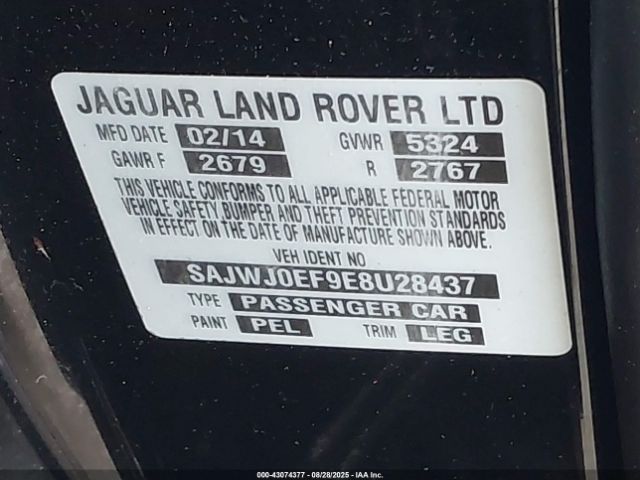 JAGUAR LAND ROVER LTD
MFD DATE 02/14 GVWR 5324
GAWR F 2679 R 2767
THIS VEHICLE CONFORMS TO ALL APPLICABLE FEDERAL MOTOR
VEHICLE SAFETY, BUMPER AND THEFT PREVENTION STANDARDS
IN EFFECT ON THE DATE OF MANUFACTURE SHOWN ABOVE.
VEH IDENT NO
SAJWJ0EF9E8U28437
TYPE PASSENGER CAR
PAINT PEL TRIM LEG
000-43074377 - 08/28/2025 - IAA Inc.